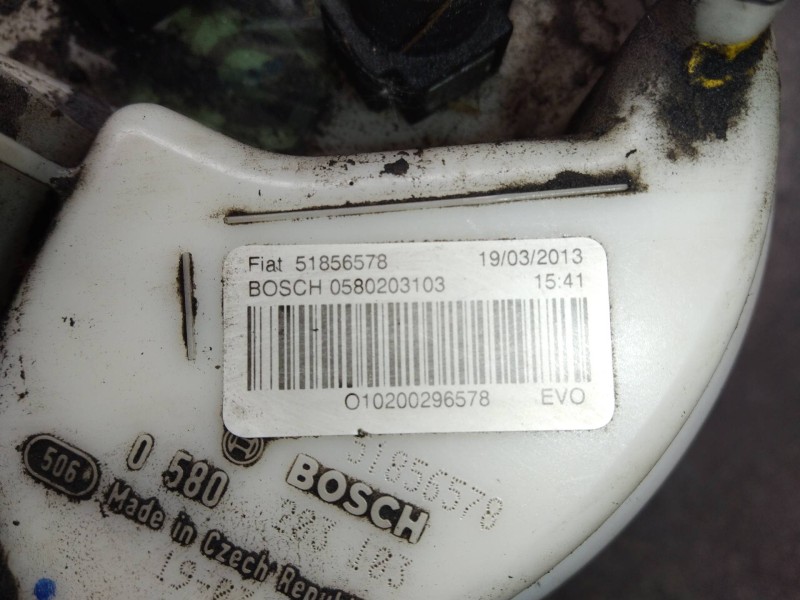 Fiat 51856578 19/03/2013
BOSCH 0580203103 15:41
O10200296578 EVO
506
0 580 203 103
BOSCH
51856578
Made in Czech